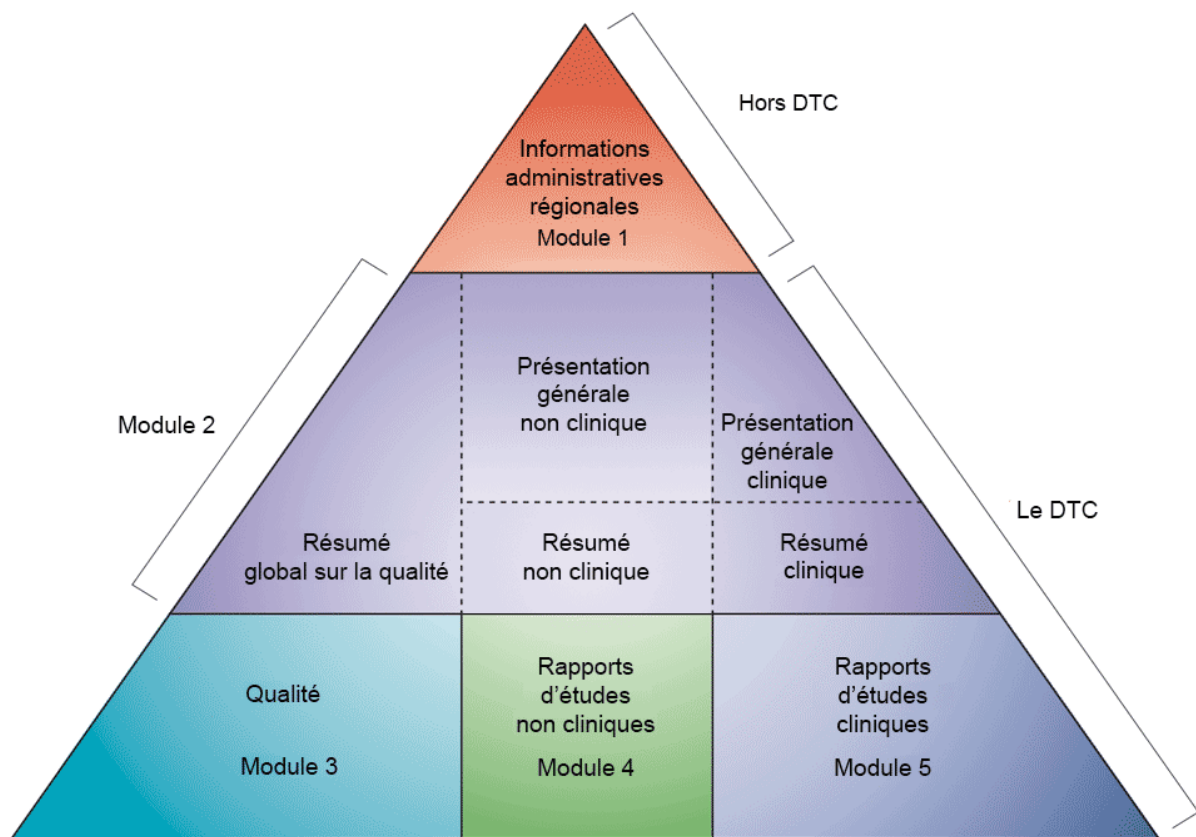 Hors DTC
Informations
administratives
régionales
Module 1
Module 2
Présentation
générale
non clinique
Présentation
générale
clinique
Le DTC
Résumé
global sur la qualité
Résumé
non clinique
Résumé
clinique
Qualité
Module 3
Rapports
d'études
non cliniques
Module 4
Rapports
d'études
cliniques
Module 5